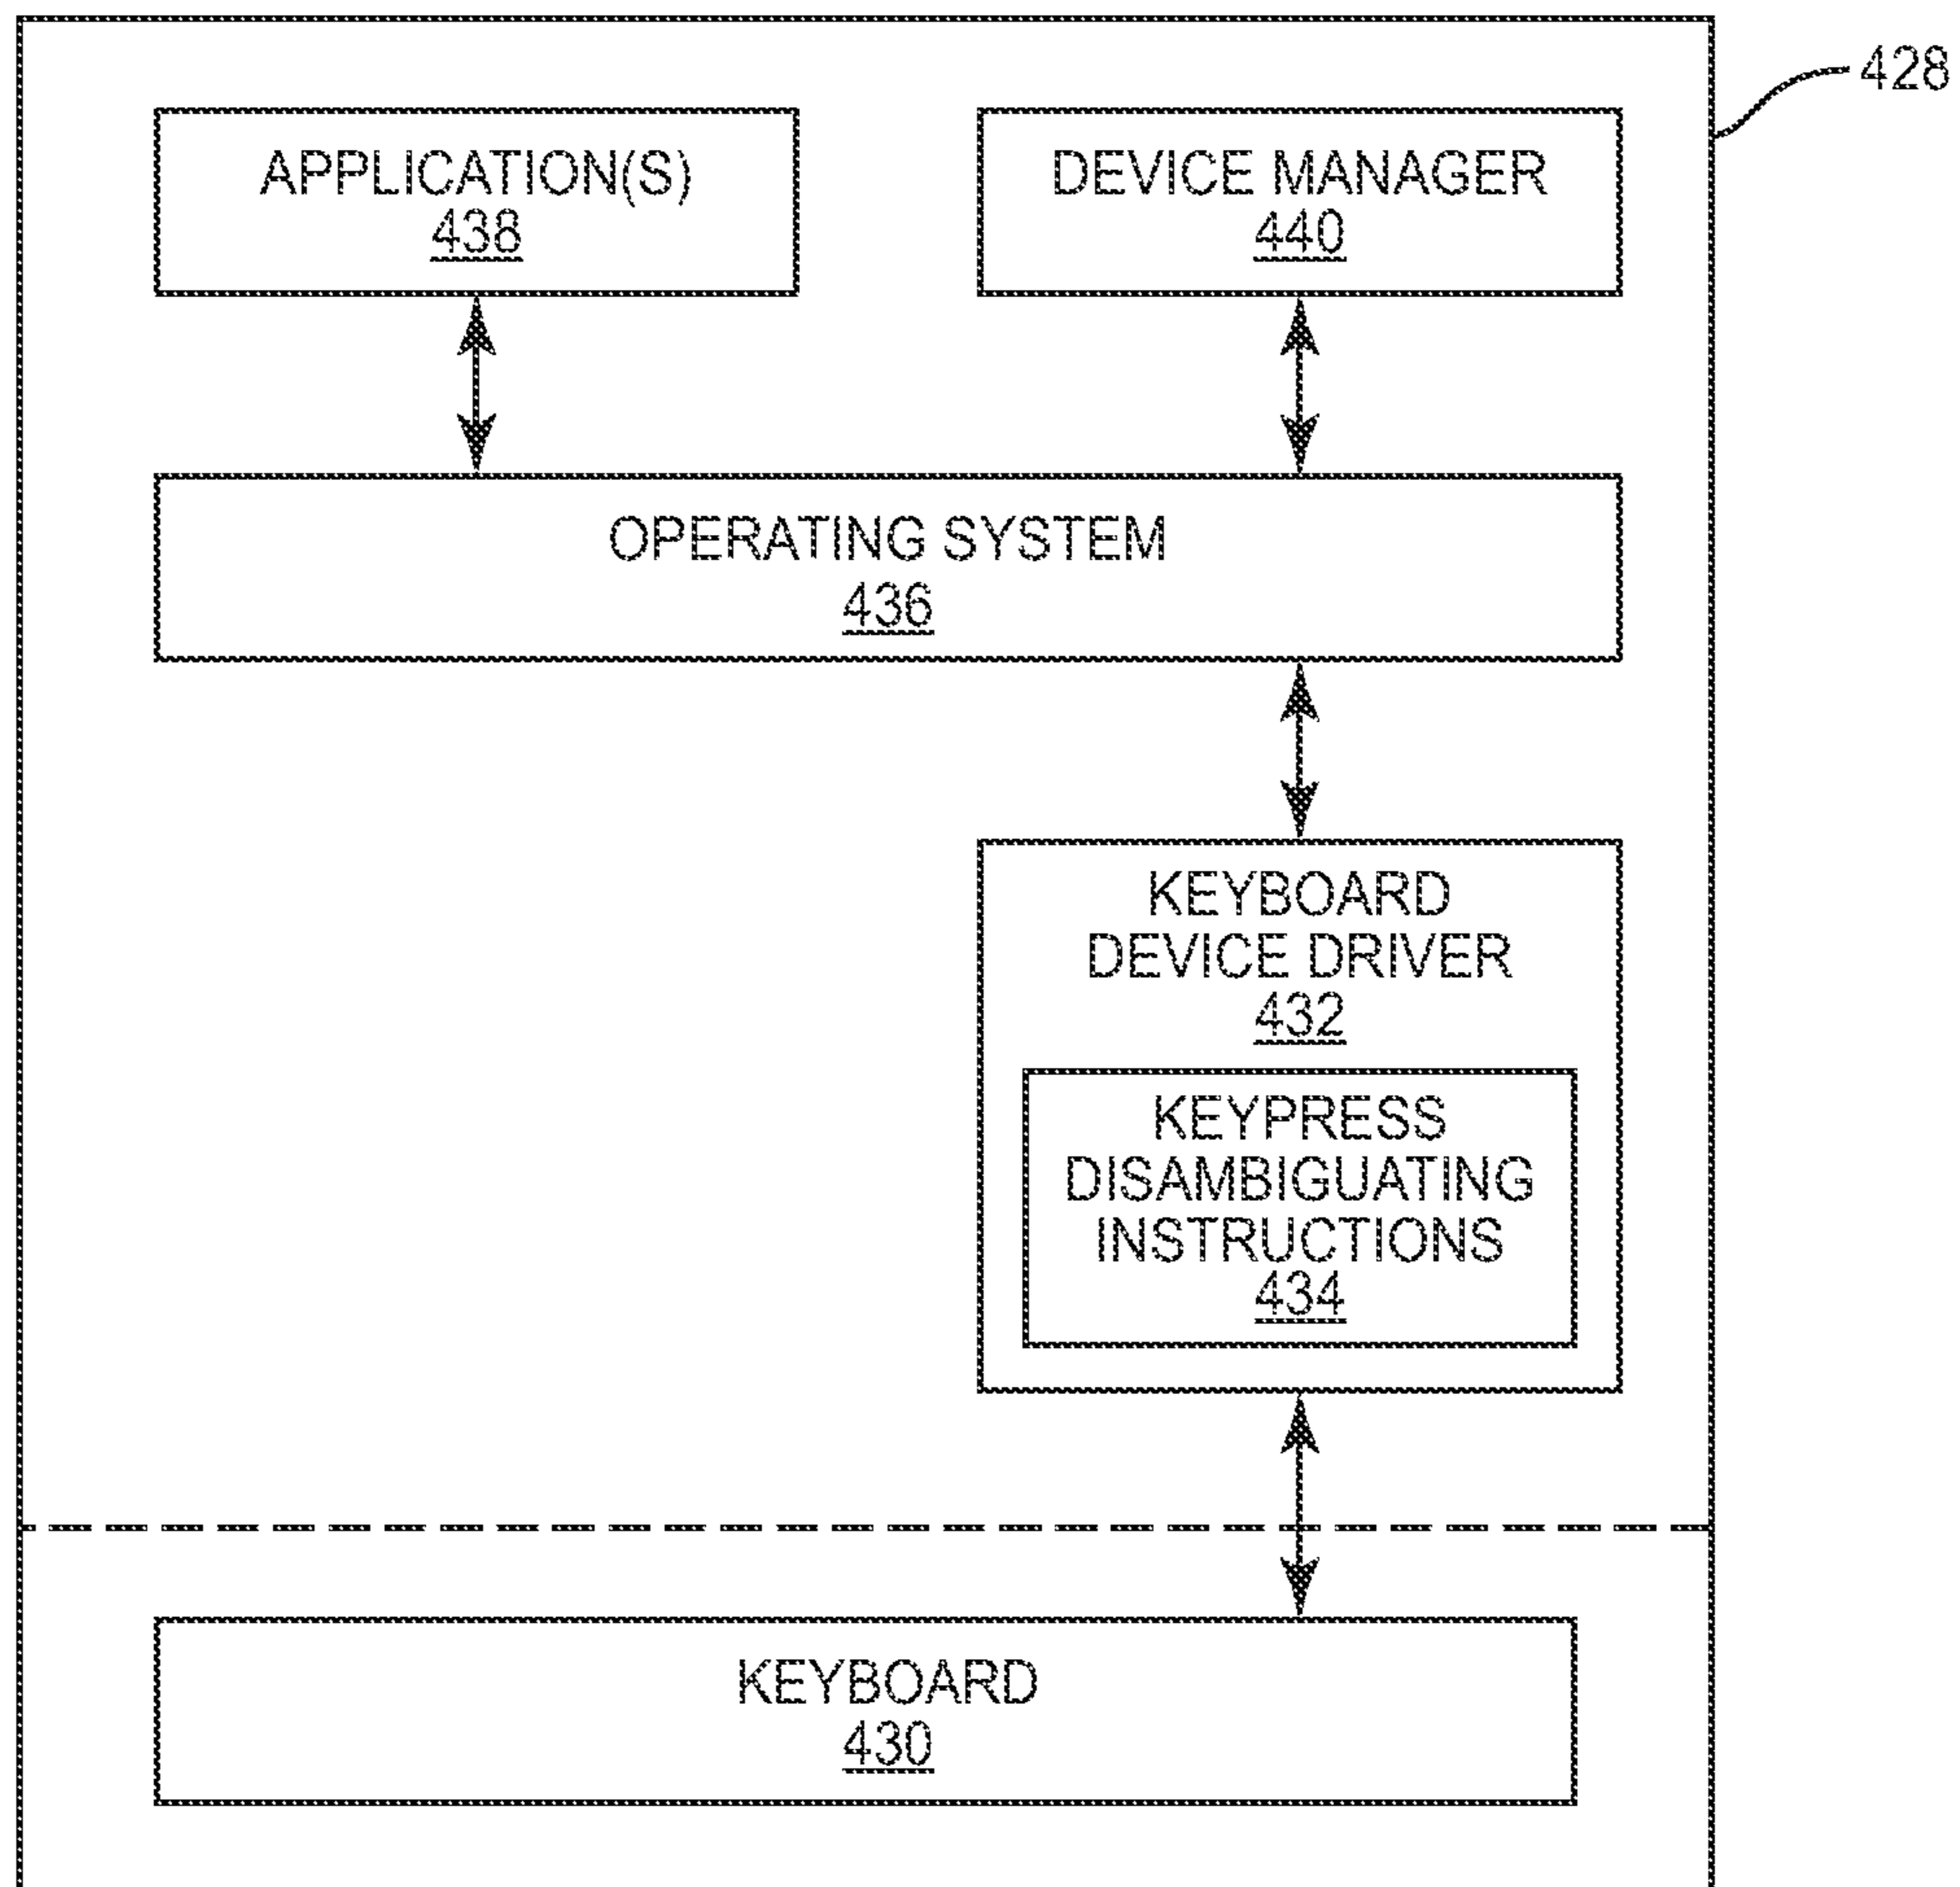 428
APPLICATION(S)
438
DEVICE MANAGER
440
OPERATING SYSTEM
436
KEYBOARD
DEVICE DRIVER
432
KEYPRESS
DISAMBIGUATING
INSTRUCTIONS
434
KEYBOARD
430